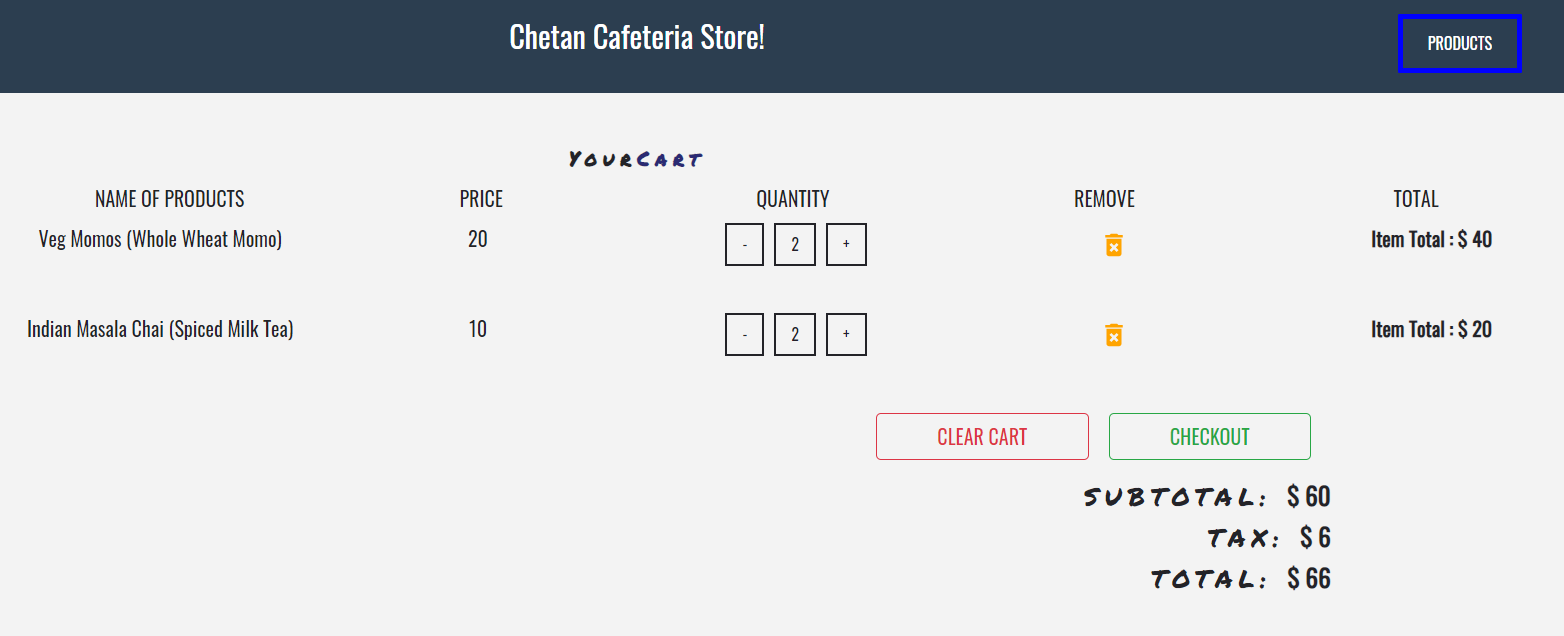 Chetan Cafeteria Store!
PRODUCTS
YourCart
NAME OF PRODUCTS PRICE QUANTITY REMOVE TOTAL
Veg Momos (Whole Wheat Momo) 20 - 2 + Item Total : $ 40
Indian Masala Chai (Spiced Milk Tea) 10 - 2 + Item Total : $ 20
CLEAR CART CHECKOUT
SUBTOTAL: $ 60
TAX: $ 6
TOTAL: $ 66